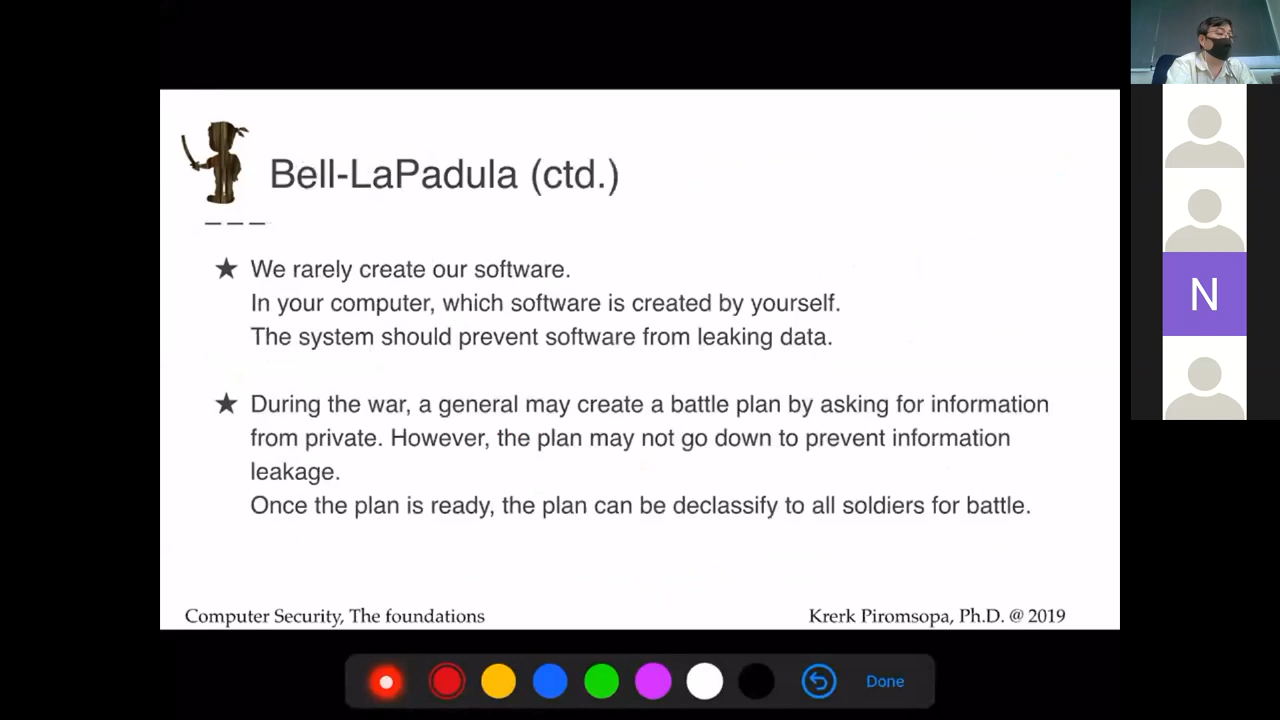 Bell-LaPadula (ctd.)
★ We rarely create our software.
In your computer, which software is created by yourself.
The system should prevent software from leaking data.
★ During the war, a general may create a battle plan by asking for information
from private. However, the plan may not go down to prevent information
leakage.
Once the plan is ready, the plan can be declassify to all soldiers for battle.
Computer Security, The foundations
Krerk Piromsopa, Ph.D. @ 2019
N
Done